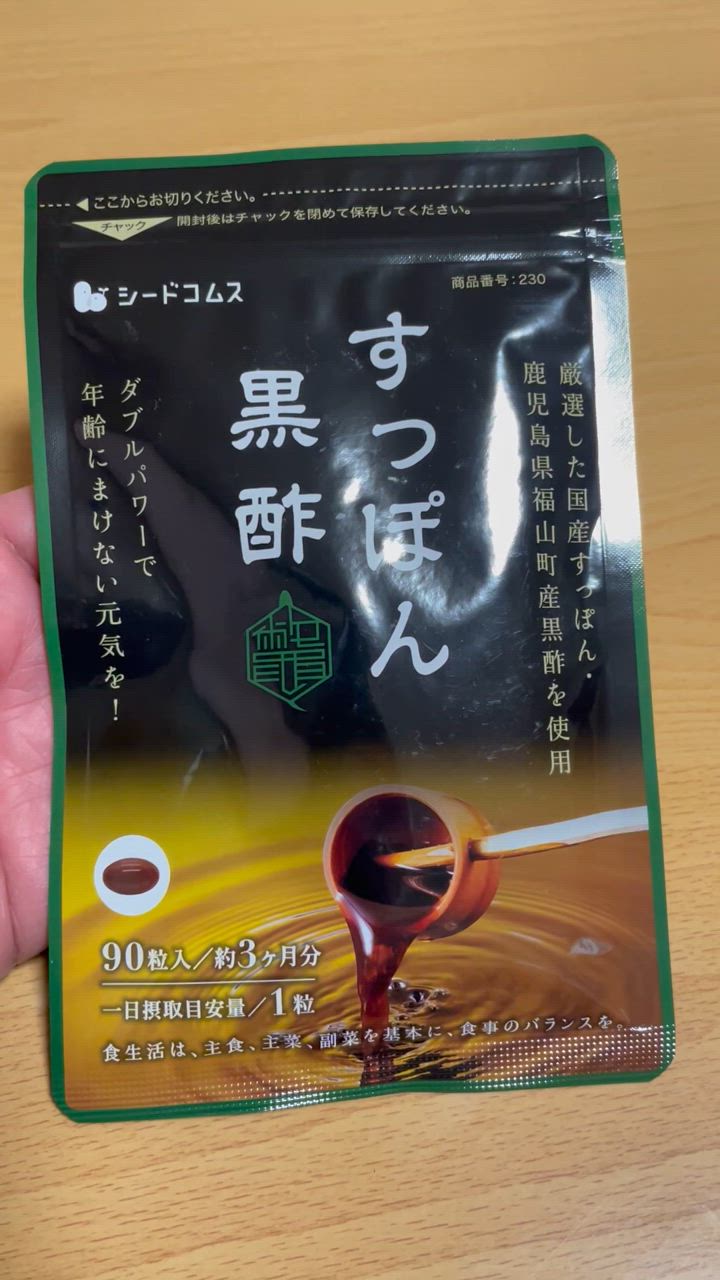 ここからお切りください。
チャック
開封後はチャックを閉めて保存してください。
シードコムス
商品番号:230
厳選した国産すっぽん・
鹿児島県福山町産黒酢を使用
すっぽん
黒酢
ダブルパワーで
年齢にまけない元気を!
90粒入/約3ヶ月分
一日摂取目安量/1粒
食生活は、主食、主菜、副菜を基本に、食事のバランスを。